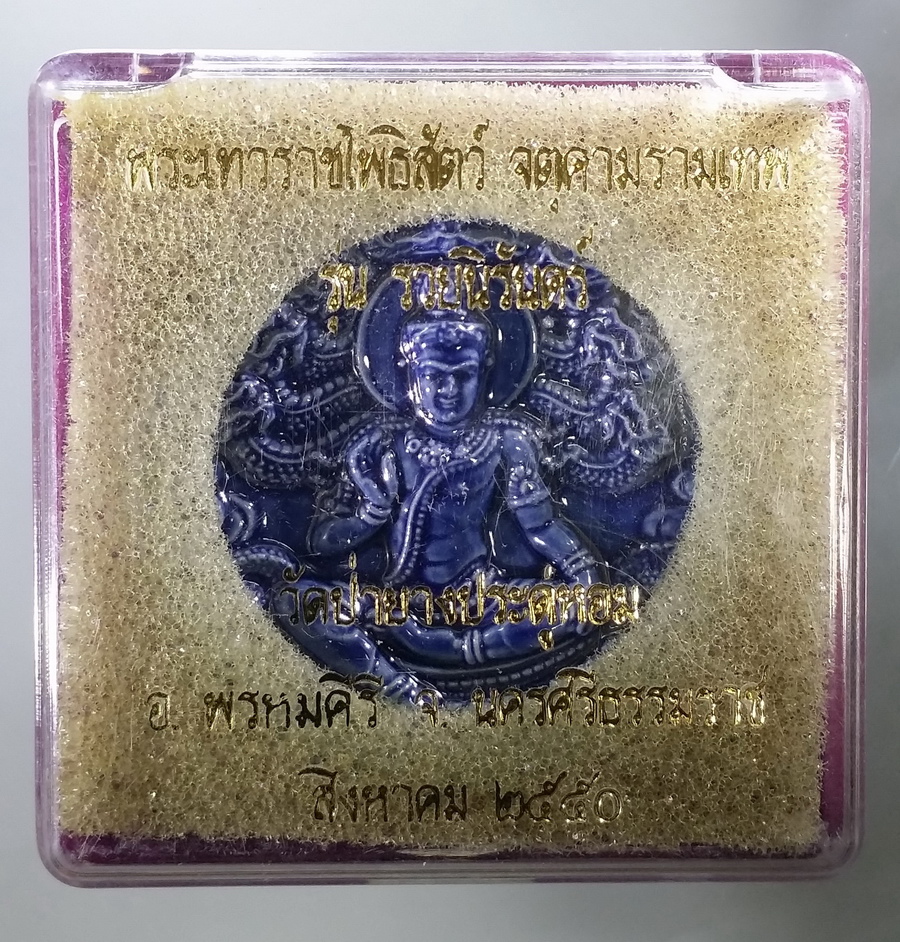 พระมหาราชโพธิสัตว์ จตุคามรามเทพ
รุ่น รวยนิรันดร์
วัดป่ายางประดู่หอม
อ. พรหมคีรี จ. นครศรีธรรมราช
สิงหาคม ๒๕๕๐